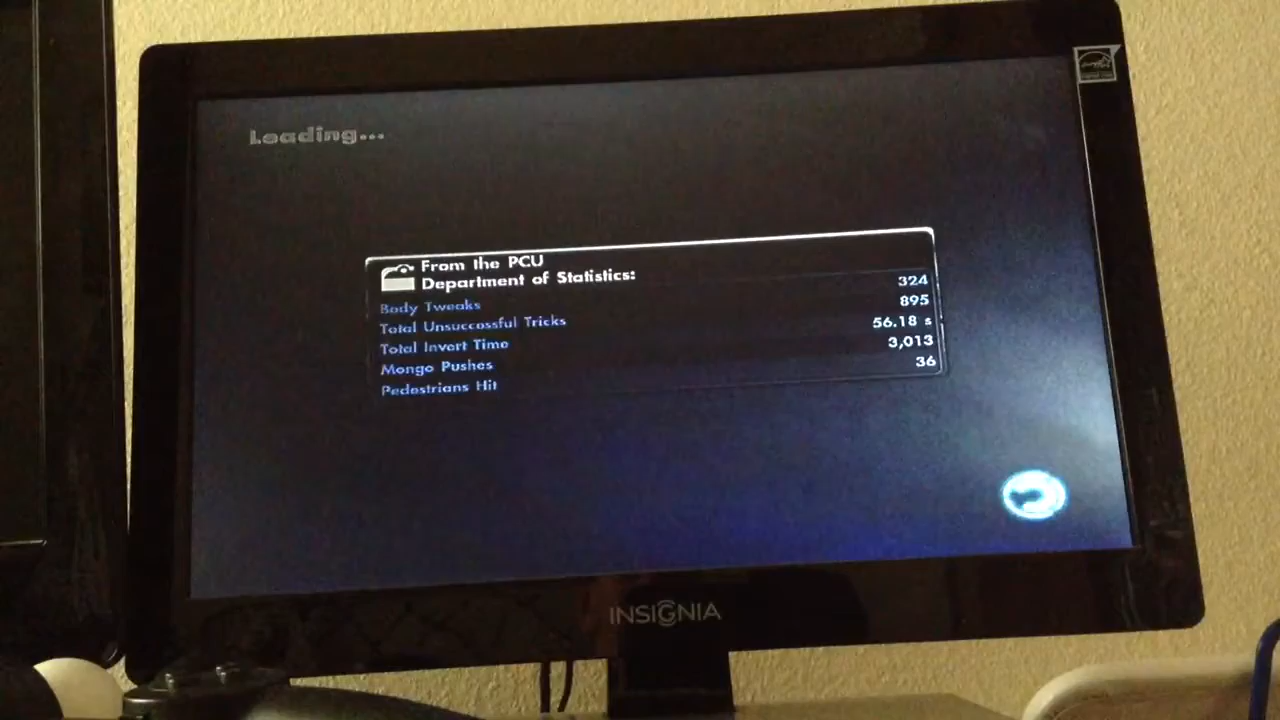 Loading...
From the PCU
Department of Statistics:
Body Tweaks 324
Total Unsuccessful Tricks 895
Total Invert Time 56.18 s
Mongo Pushes 3,013
Pedestrians Hit 36
INSIGNIA